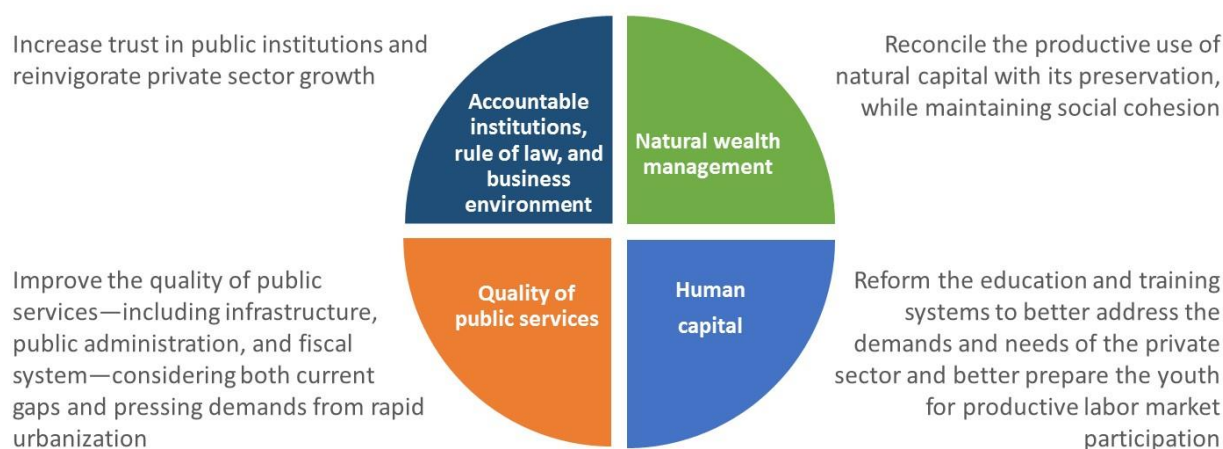 Increase trust in public institutions and
reinvigorate private sector growth
Accountable
institutions,
rule of law, and
business
environment
Natural wealth
management
Reconcile the productive use of
natural capital with its preservation,
while maintaining social cohesion
Improve the quality of public
services—including infrastructure,
public administration, and fiscal
system—considering both current
gaps and pressing demands from rapid
urbanization
Quality of
public services
Human
capital
Reform the education and training
systems to better address the
demands and needs of the private
sector and better prepare the youth
for productive labor market
participation